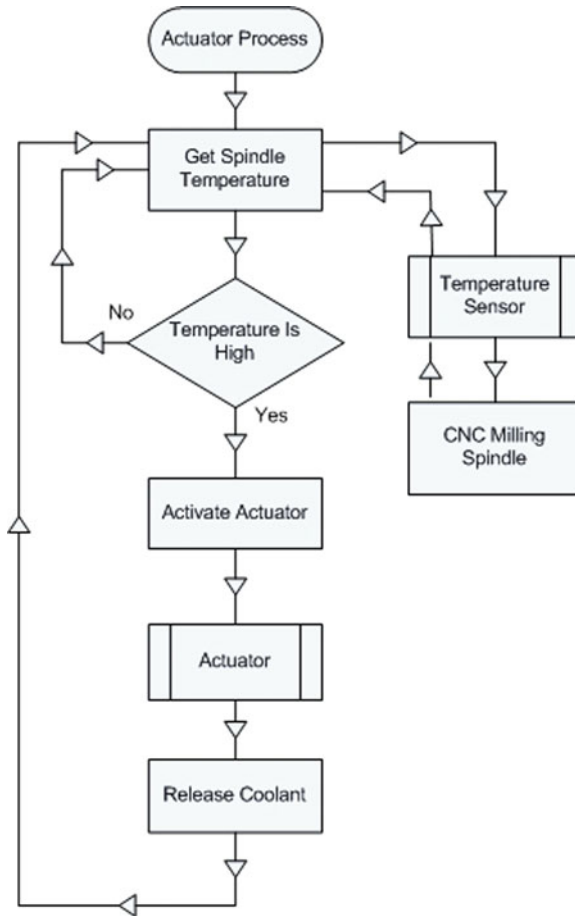 Actuator Process
Get Spindle
Temperature
Temperature
Sensor
No
Temperature Is
High
Yes
CNC Milling
Spindle
Activate Actuator
Actuator
Release Coolant